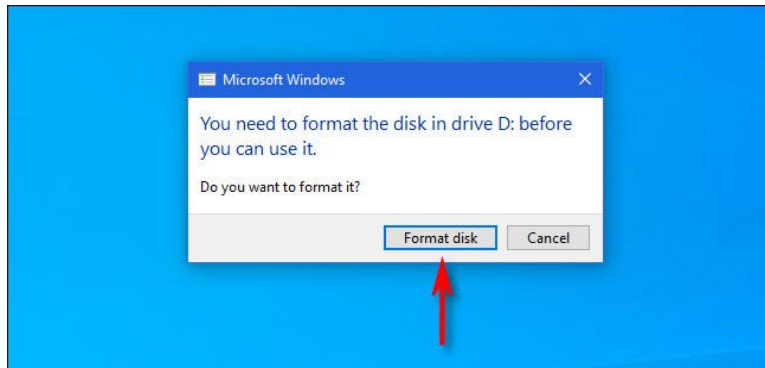 Microsoft Windows
You need to format the disk in drive D: before
you can use it.
Do you want to format it?
Format disk
Cancel